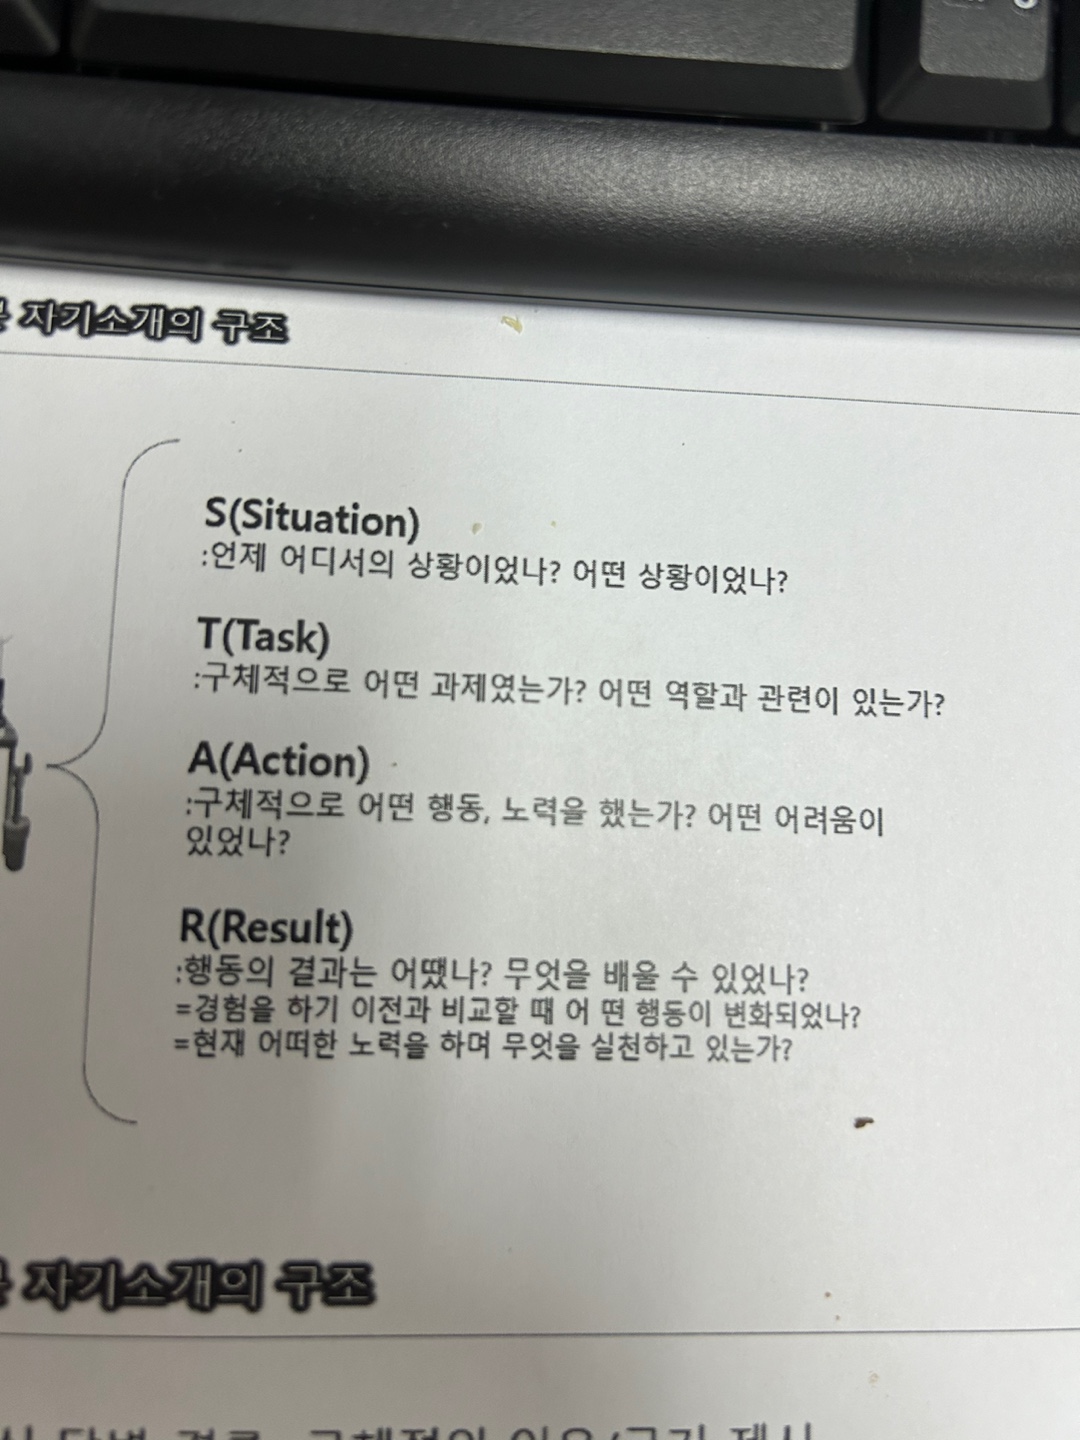 자기소개의 구조
S(Situation)
:언제 어디서의 상황이었나? 어떤 상황이었나?
T(Task)
:구체적으로 어떤 과제였는가? 어떤 역할과 관련이 있는가?
A(Action)
:구체적으로 어떤 행동, 노력을 했는가? 어떤 어려움이
있었나?
R(Result)
:행동의 결과는 어땠나? 무엇을 배울 수 있었나?
=경험을 하기 이전과 비교할 때 어 떤 행동이 변화되었나?
=현재 어떠한 노력을 하며 무엇을 실천하고 있는가?
자기소개의 구조